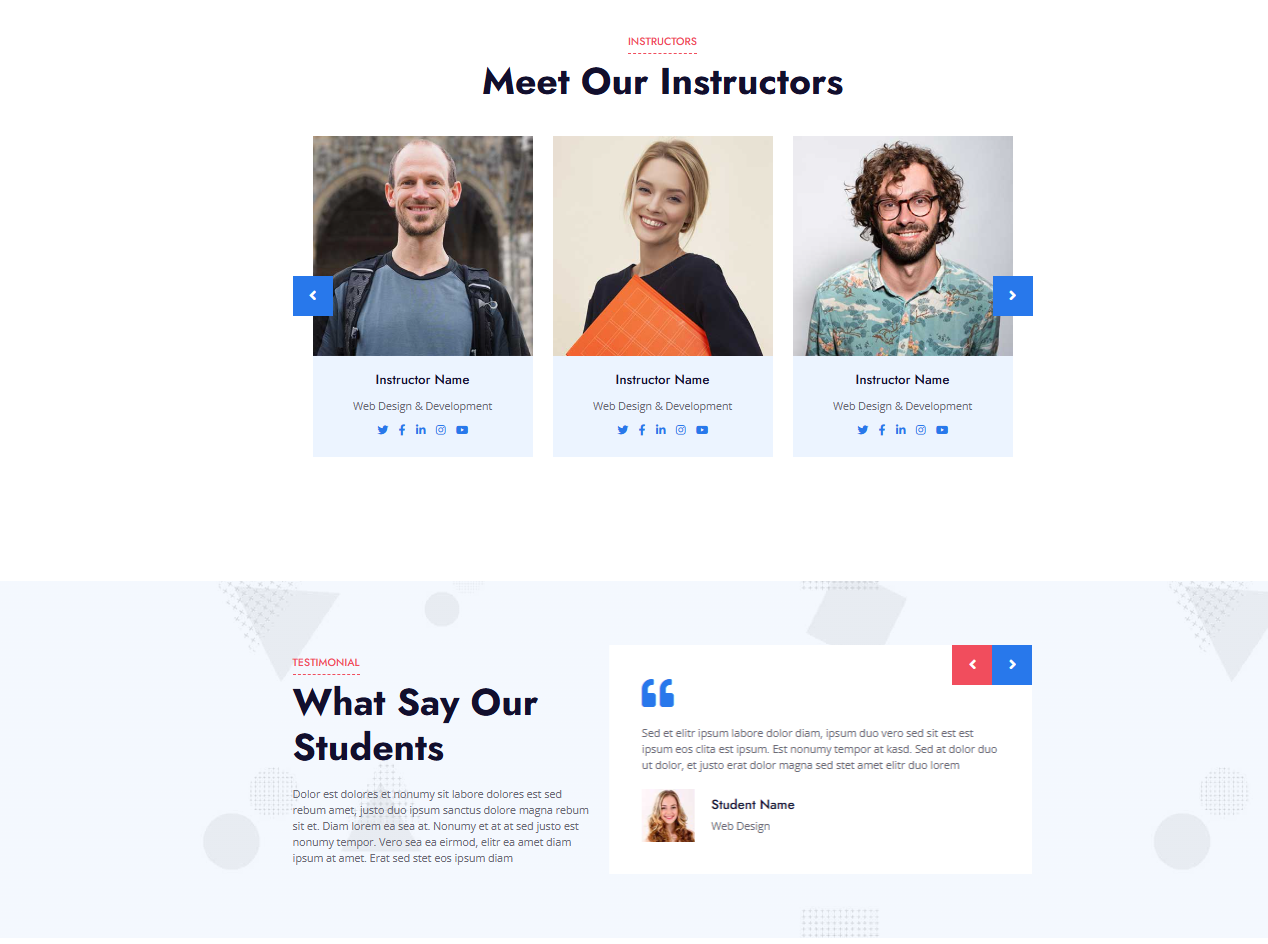 INSTRUCTORS
Meet Our Instructors
Instructor Name
Web Design & Development
Instructor Name
Web Design & Development
Instructor Name
Web Design & Development
TESTIMONIAL
What Say Our
Students
Dolor est dolores et nonumy sit labore dolores est sed
rebum amet, justo duo ipsum sanctus dolore magna rebum
sit et. Diam lorem ea sea at. Nonumy et at at sed justo est
nonumy tempor. Vero sea ea eirmod, elitr ea amet diam
ipsum at amet. Erat sed stet eos ipsum diam
Sed et elitr ipsum labore dolor diam, ipsum duo vero sed sit est est
ipsum eos clita est ipsum. Est nonumy tempor at kasd. Sed at dolor duo
ut dolor, et justo erat dolor magna sed stet amet elitr duo lorem
Student Name
Web Design